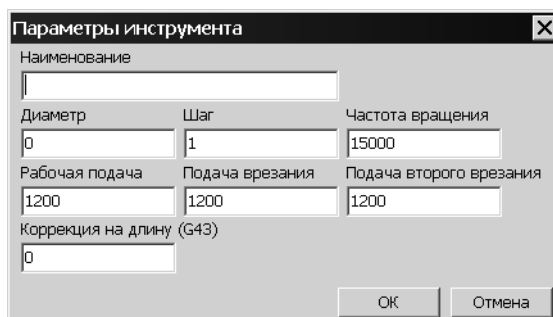 Параметры инструмента
Наименование
Диаметр Шаг Частота вращения
0 1 15000
Рабочая подача Подача врезания Подача второго врезания
1200 1200 1200
Коррекция на длину (G43)
0
ОК Отмена